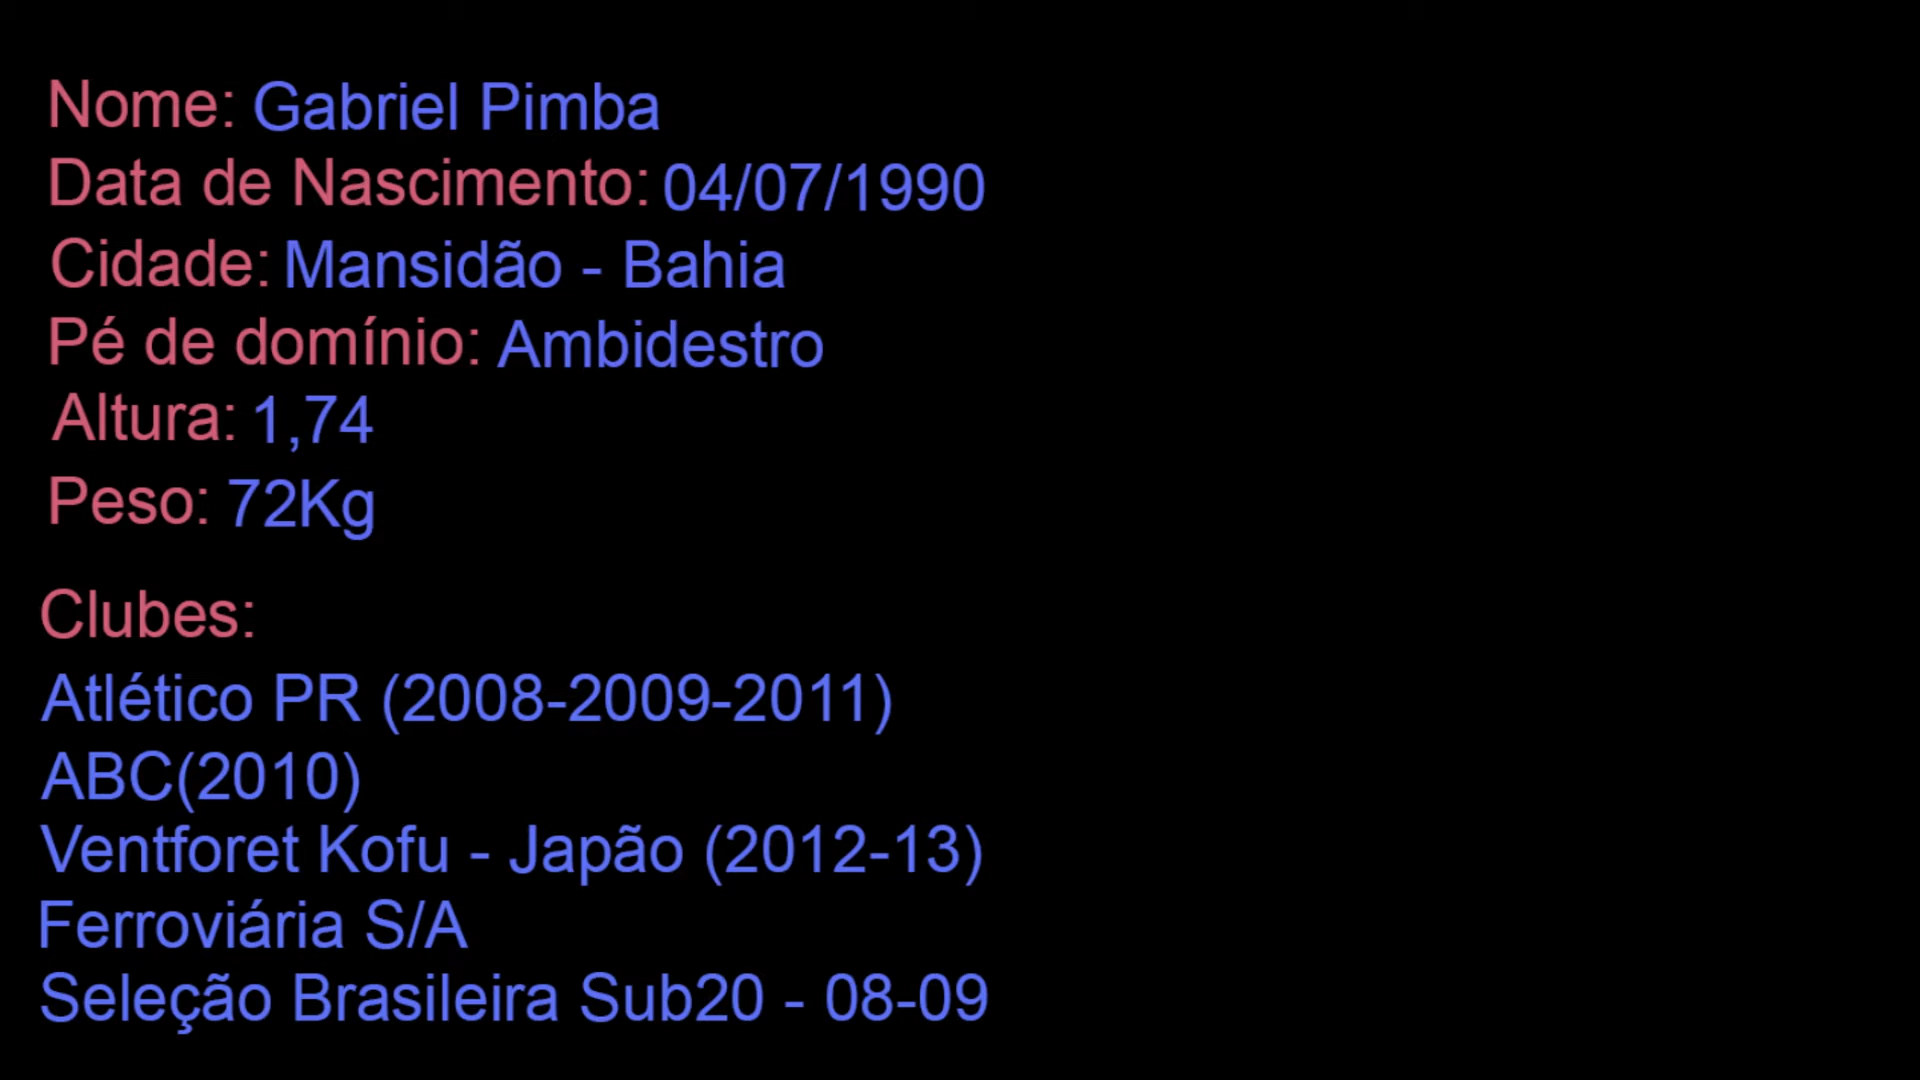 Nome: Gabriel Pimba
Data de Nascimento: 04/07/1990
Cidade: Mansidão - Bahia
Pé de domínio: Ambidestro
Altura: 1,74
Peso: 72Kg
Clubes:
Atlético PR (2008-2009-2011)
ABC(2010)
Ventforet Kofu - Japão (2012-13)
Ferroviária S/A
Seleção Brasileira Sub20 - 08-09